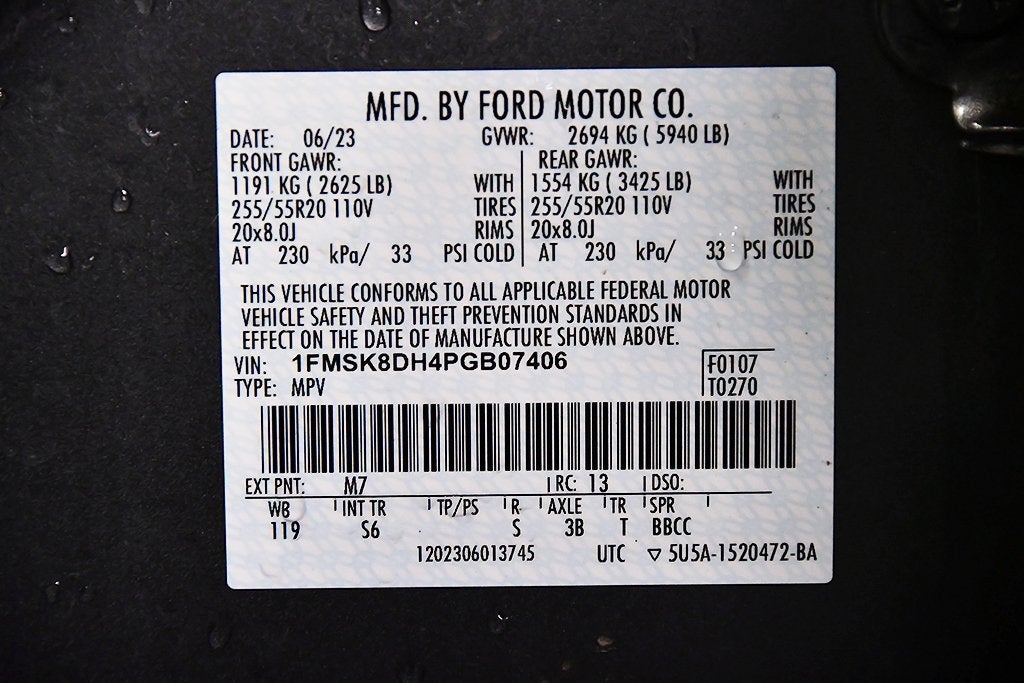 MFD. BY FORD MOTOR CO.
DATE: 06/23 GVWR: 2694 KG ( 5940 LB)
FRONT GAWR: REAR GAWR:
1191 KG ( 2625 LB) WITH 1554 KG ( 3425 LB) WITH
255/55R20 110V TIRES 255/55R20 110V TIRES
20x8.0J RIMS 20x8.0J RIMS
AT 230 kPa/ 33 PSI COLD AT 230 kPa/ 33 PSI COLD
THIS VEHICLE CONFORMS TO ALL APPLICABLE FEDERAL MOTOR
VEHICLE SAFETY AND THEFT PREVENTION STANDARDS IN
EFFECT ON THE DATE OF MANUFACTURE SHOWN ABOVE.
VIN: 1FMSK8DH4PGB07406 F0107
TYPE: MPV T0270
EXT PNT: M7 RC: 13 DSO:
WB INT TR TP/PS R AXLE TR SPR
119 S6 S 3B T BBCC
1202306013745 UTC ▽ 5U5A-1520472-BA